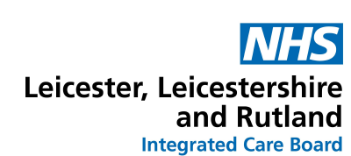 NHS
Leicester, Leicestershire
and Rutland
Integrated Care Board